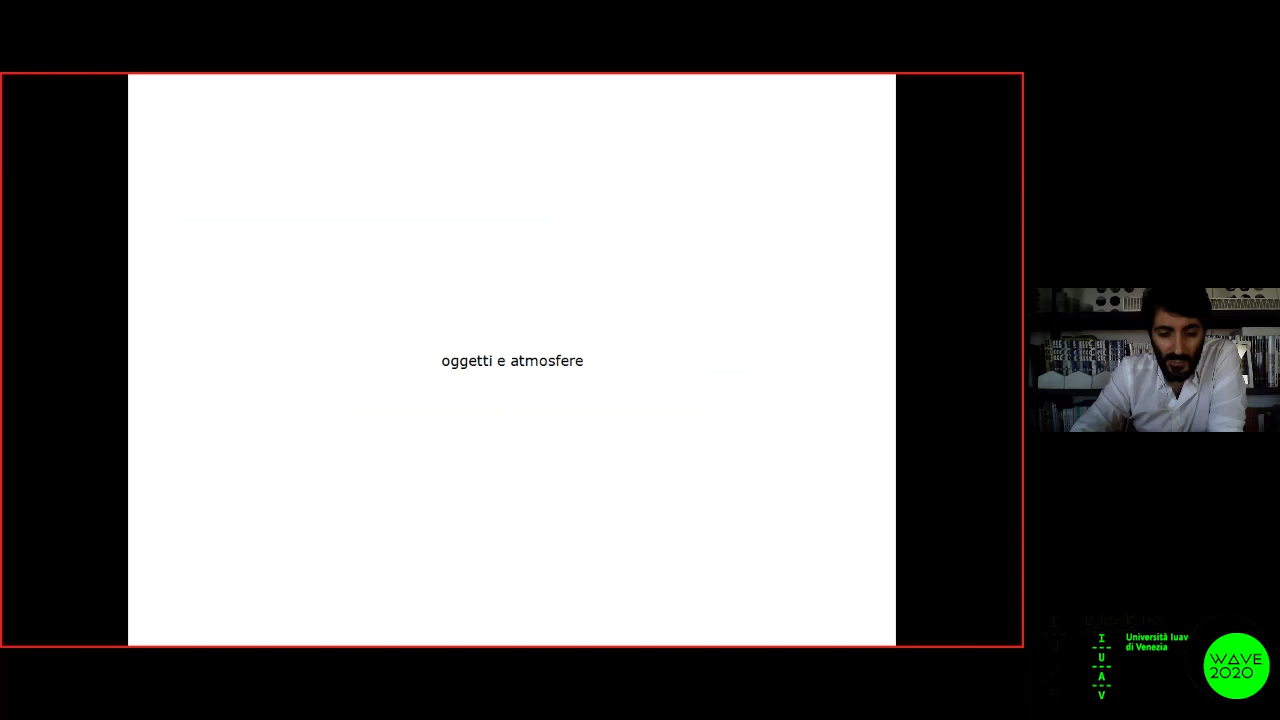 oggetti e atmosfere
I
U
A
V
Università Iuav
di Venezia
WAVE
2020